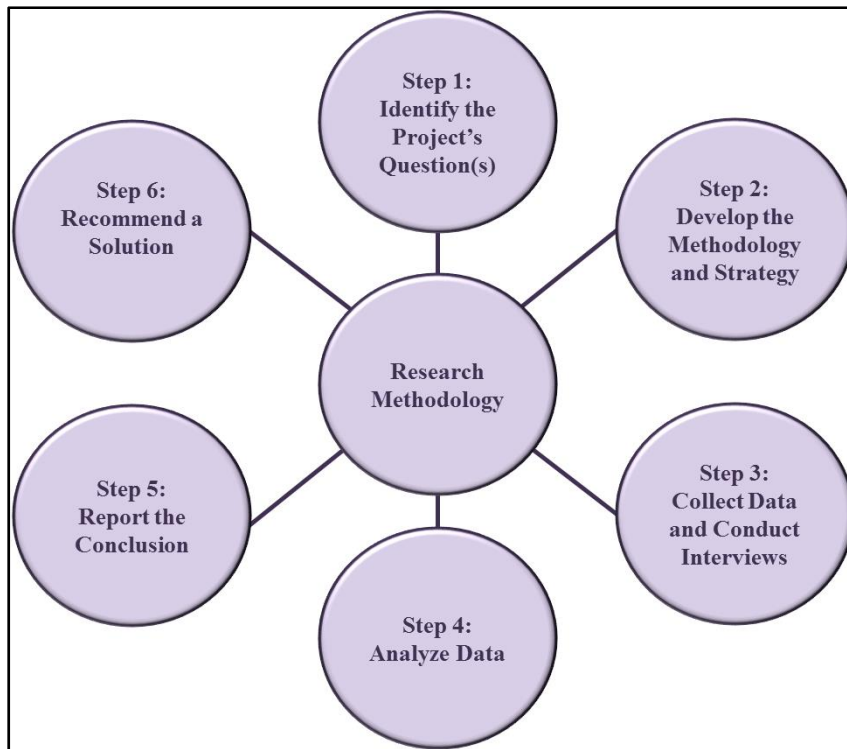 Step 1:
Identify the
Project’s
Question(s)
Step 2:
Develop the
Methodology
and Strategy
Step 3:
Collect Data
and Conduct
Interviews
Step 4:
Analyze Data
Step 5:
Report the
Conclusion
Step 6:
Recommend a
Solution
Research
Methodology